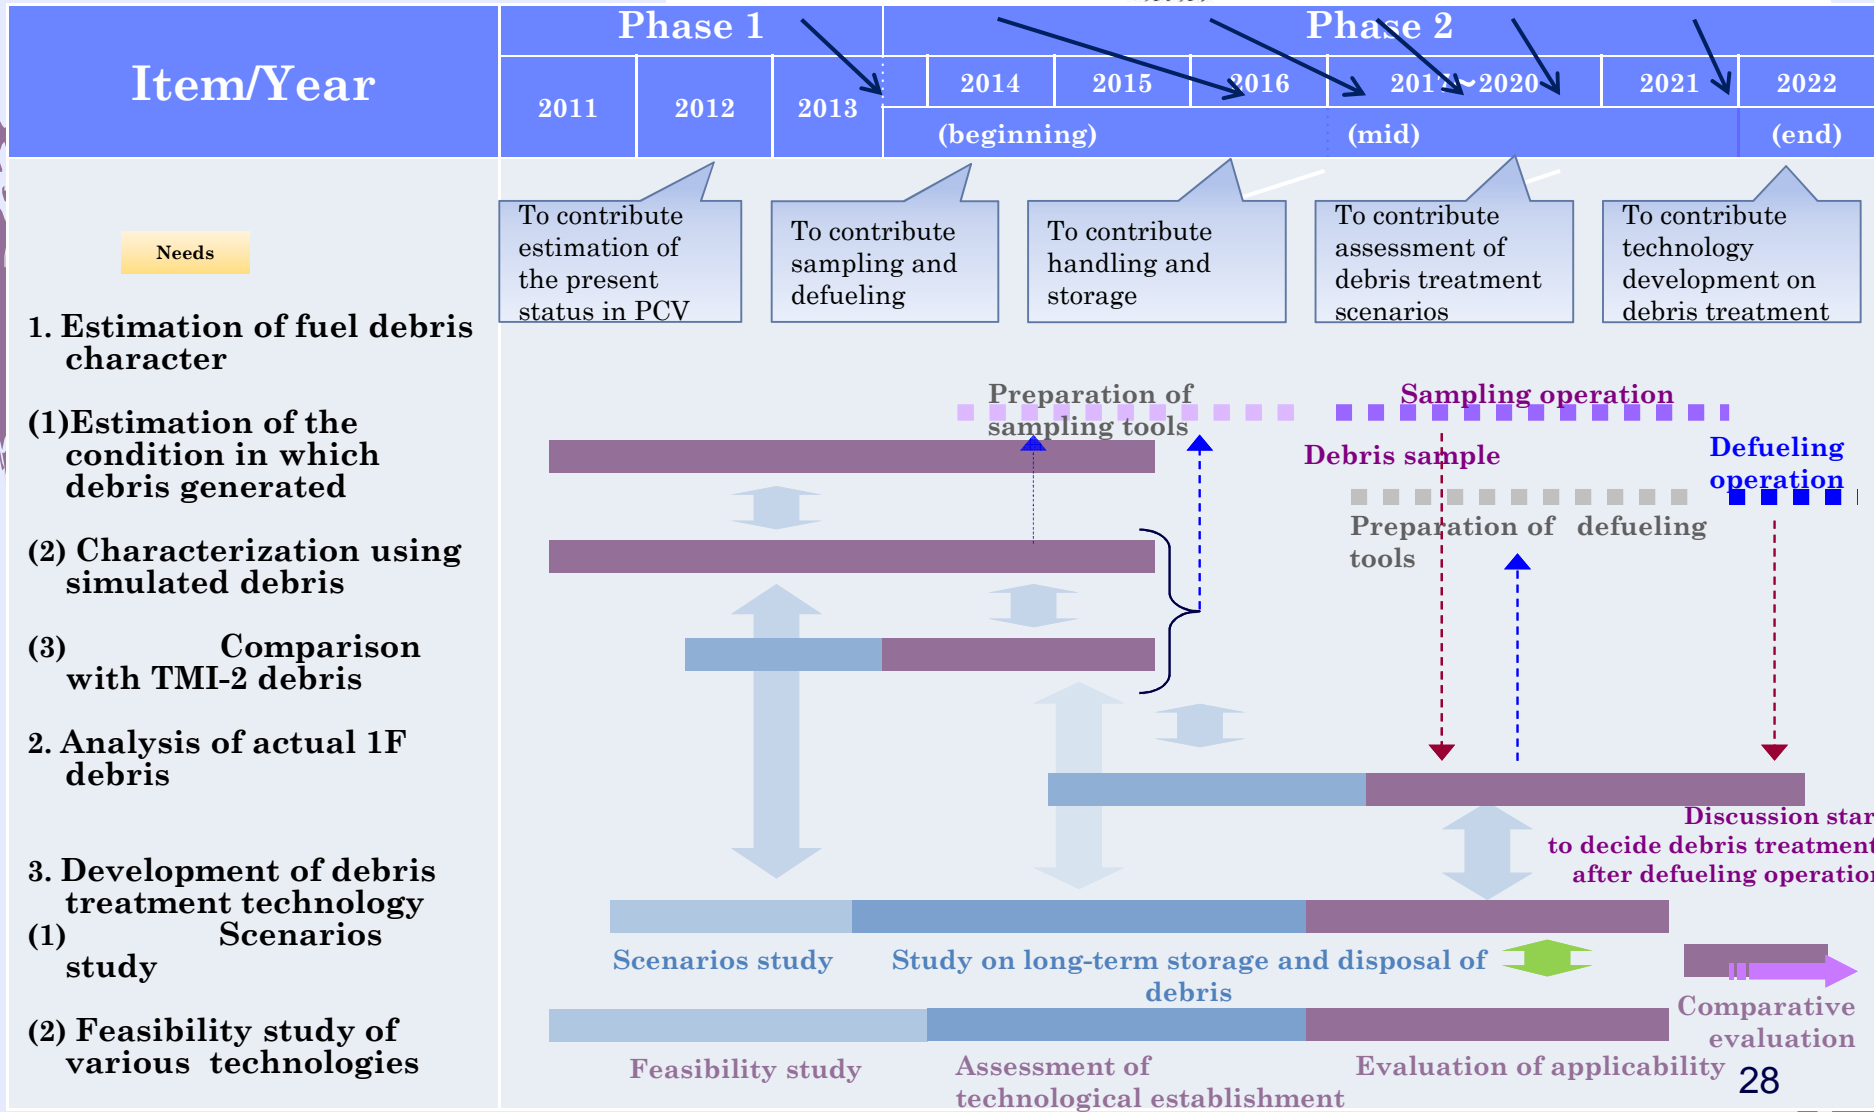 Item/Year
Phase 1
Phase 2
2011
2012
2013
2014
2015
2016
2017~2020
2021
2022
(beginning)
(mid)
(end)
To contribute
estimation of
the present
status in PCV
To contribute
sampling and
defueling
To contribute
handling and
storage
To contribute
assessment of
debris treatment
scenarios
To contribute
technology
development on
debris treatment
Needs
1. Estimation of fuel debris
character
(1)Estimation of the
condition in which
debris generated
(2) Characterization using
simulated debris
(3) Comparison
with TMI-2 debris
2. Analysis of actual 1F
debris
3. Development of debris
treatment technology
(1) Scenarios
study
(2) Feasibility study of
various technologies
Preparation of
sampling tools
Sampling operation
Debris sample
Defueling
operation
Preparation of defueling
tools
Discussion star
to decide debris treatment
after defueling operation
Scenarios study
Study on long-term storage and disposal of
debris
Comparative
evaluation
Feasibility study
Assessment of
technological establishment
Evaluation of applicability
28